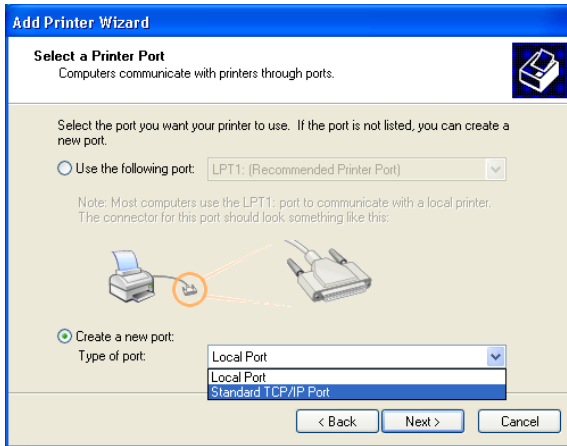 Add Printer Wizard
Select a Printer Port
Computers communicate with printers through ports.
Select the port you want your printer to use. If the port is not listed, you can create a
new port.
Use the following port: LPT1: (Recommended Printer Port)
Note: Most computers use the LPT1: port to communicate with a local printer.
The connector for this port should look something like this:
Create a new port:
Type of port: Local Port
Local Port
Standard TCP/IP Port
< Back Next > Cancel